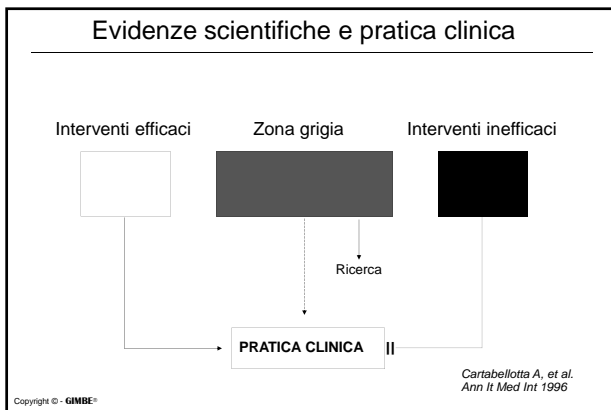 Evidenze scientifiche e pratica clinica
Interventi efficaci
Zona grigia
Interventi inefficaci
Ricerca
PRATICA CLINICA
Cartabellotta A, et al.
Ann It Med Int 1996
Copyright © - GIMBE®